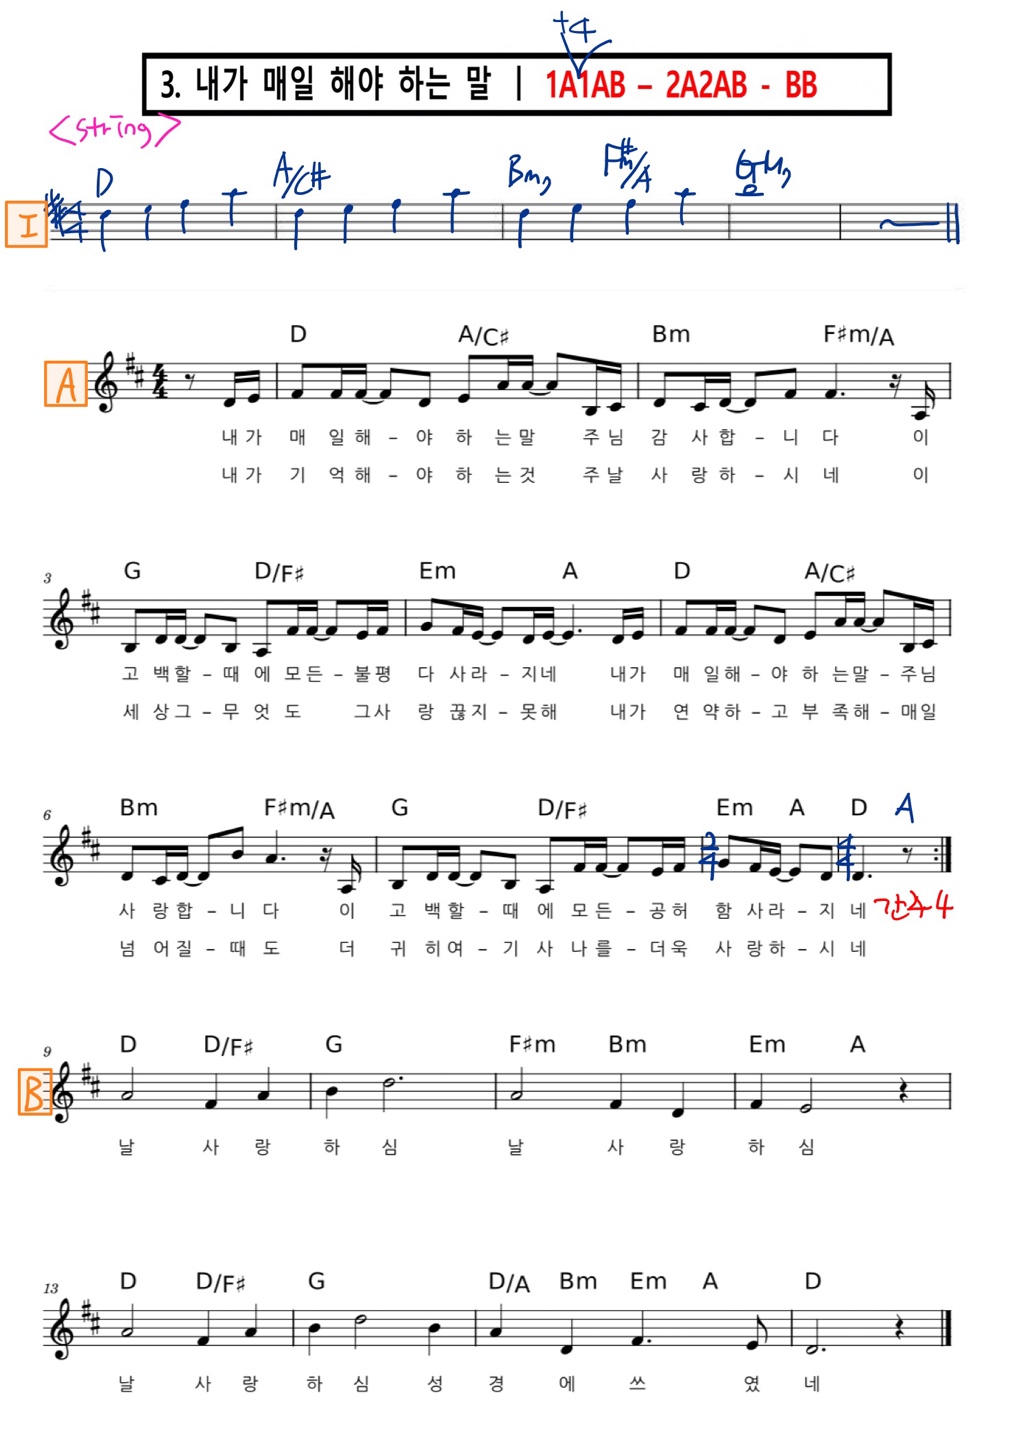 +4
3. 내가 매일 해야 하는 말 | 1A1AB – 2A2AB - BB
<string>
D A/C# Bm7 F#m/A GM7
I 4/4
D A/C♯ Bm F♯m/A
A 4/4
내가 매 일해 – 야 하 는말 주님 감 사합 – 니 다 이
내가 기 억해 – 야 하 는것 주날 사 랑하 – 시 네 이
3 G D/F♯ Em A D A/C♯
고 백할 – 때 에 모든 – 불평 다 사라 – 지네 내가 매 일해 – 야 하 는말 – 주님
세 상그 – 무 엇 도 그사 랑 끊지 – 못해 내가 연 약하 – 고 부 족해 – 매일
6 Bm F♯m/A G D/F♯ Em A D A
2/4 4/4
사 랑합 – 니 다 이 고 백할 – 때 에 모든 – 공허 함 사라 – 지 네 간주 4
넘 어질 – 때 도 더 귀 히여 – 기 사 나를 – 더욱 사 랑하 – 시 네
9 D D/F♯ G F♯m Bm Em A
B
날 사 랑 하 심 날 사 랑 하 심
13 D D/F♯ G D/A Bm Em A D
날 사 랑 하 심 성 경 에 쓰 였 네